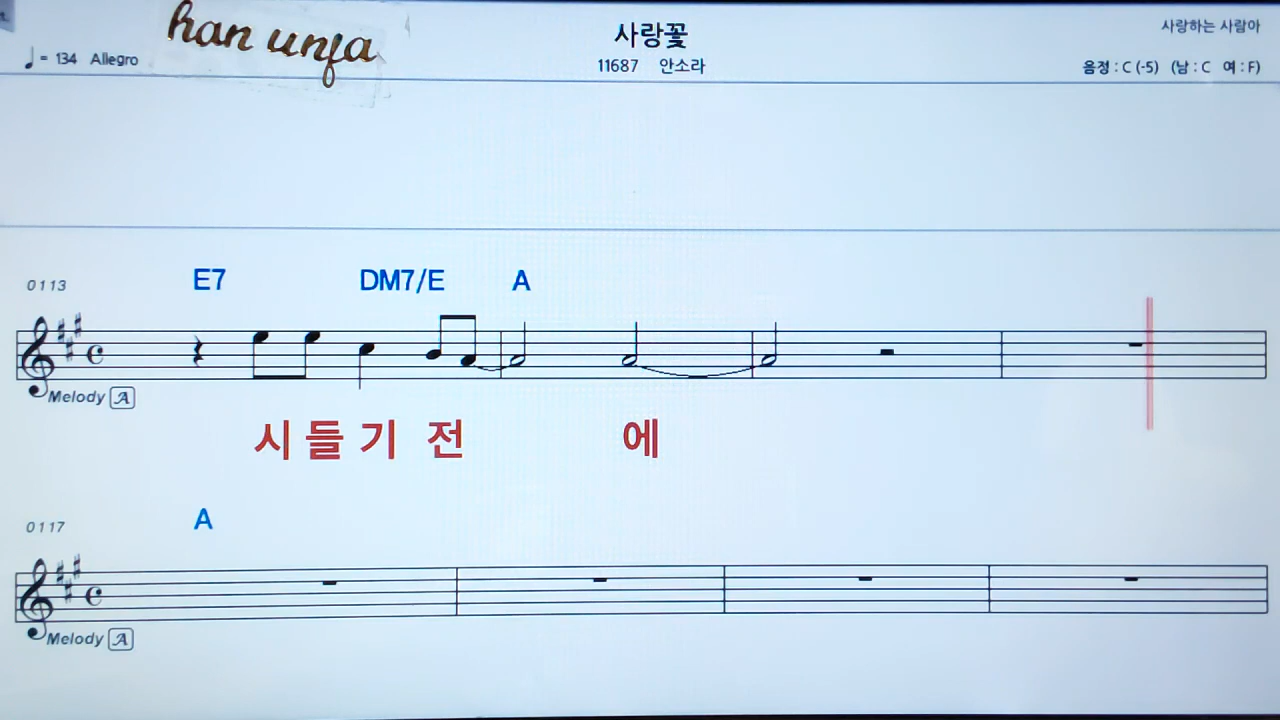 han unja
사랑꽃
사랑하는 사람아
♩= 134 Allegro
11687 안소라
음정 : C (-5) (남 : C 여 : F)
0113
E7 DM7/E A
Melody A
시 들 기 전 에
0117
A
Melody A